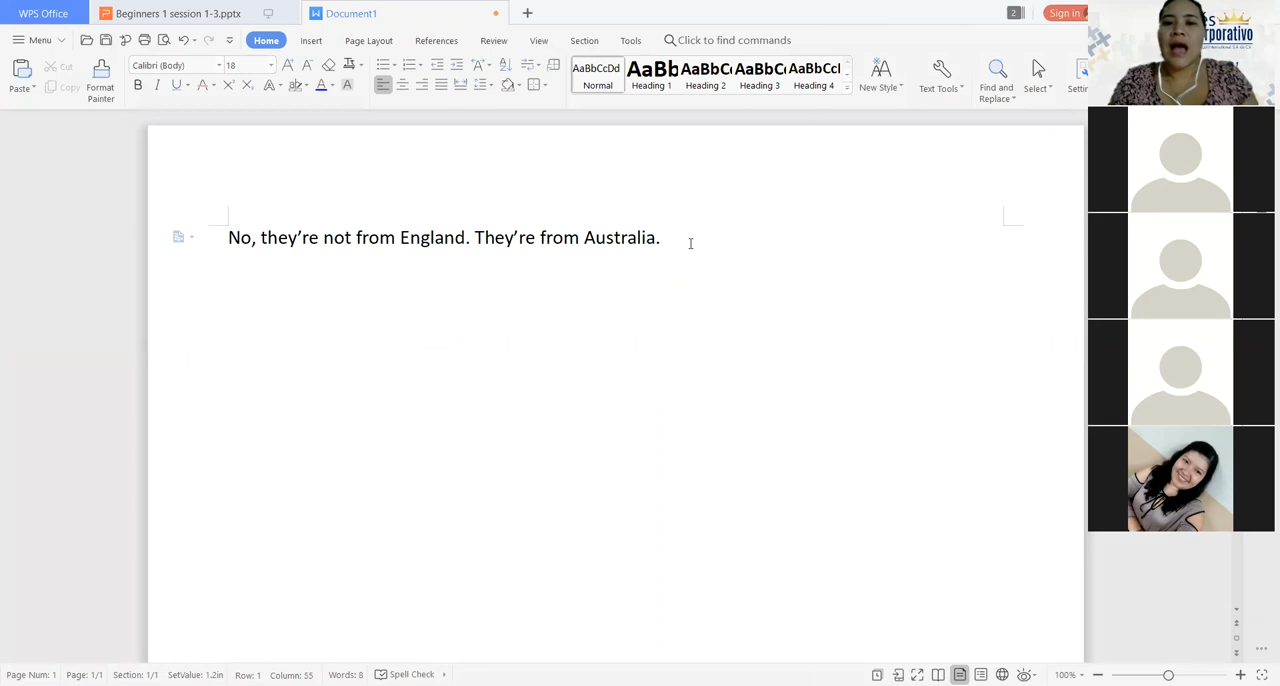 WPS Office
Beginners 1 session 1-3.pptx
Document1
2
Sign in
Menu
Home
Insert
Page Layout
References
Review
View
Section
Tools
Click to find commands
Paste
Cut
Copy
Format
Painter
Calibri (Body)
18
AaBbCcDd
Normal
AaBb
Heading 1
AaBbC
Heading 2
AaBbC
Heading 3
AaBbCcI
Heading 4
New Style
Text Tools
Find and
Replace
Select
No, they’re not from England. They’re from Australia.
Page Num: 1
Page: 1/1
Section: 1/1
SetValue: 1.2in
Row: 1
Column: 55
Words: 8
Spell Check
100%